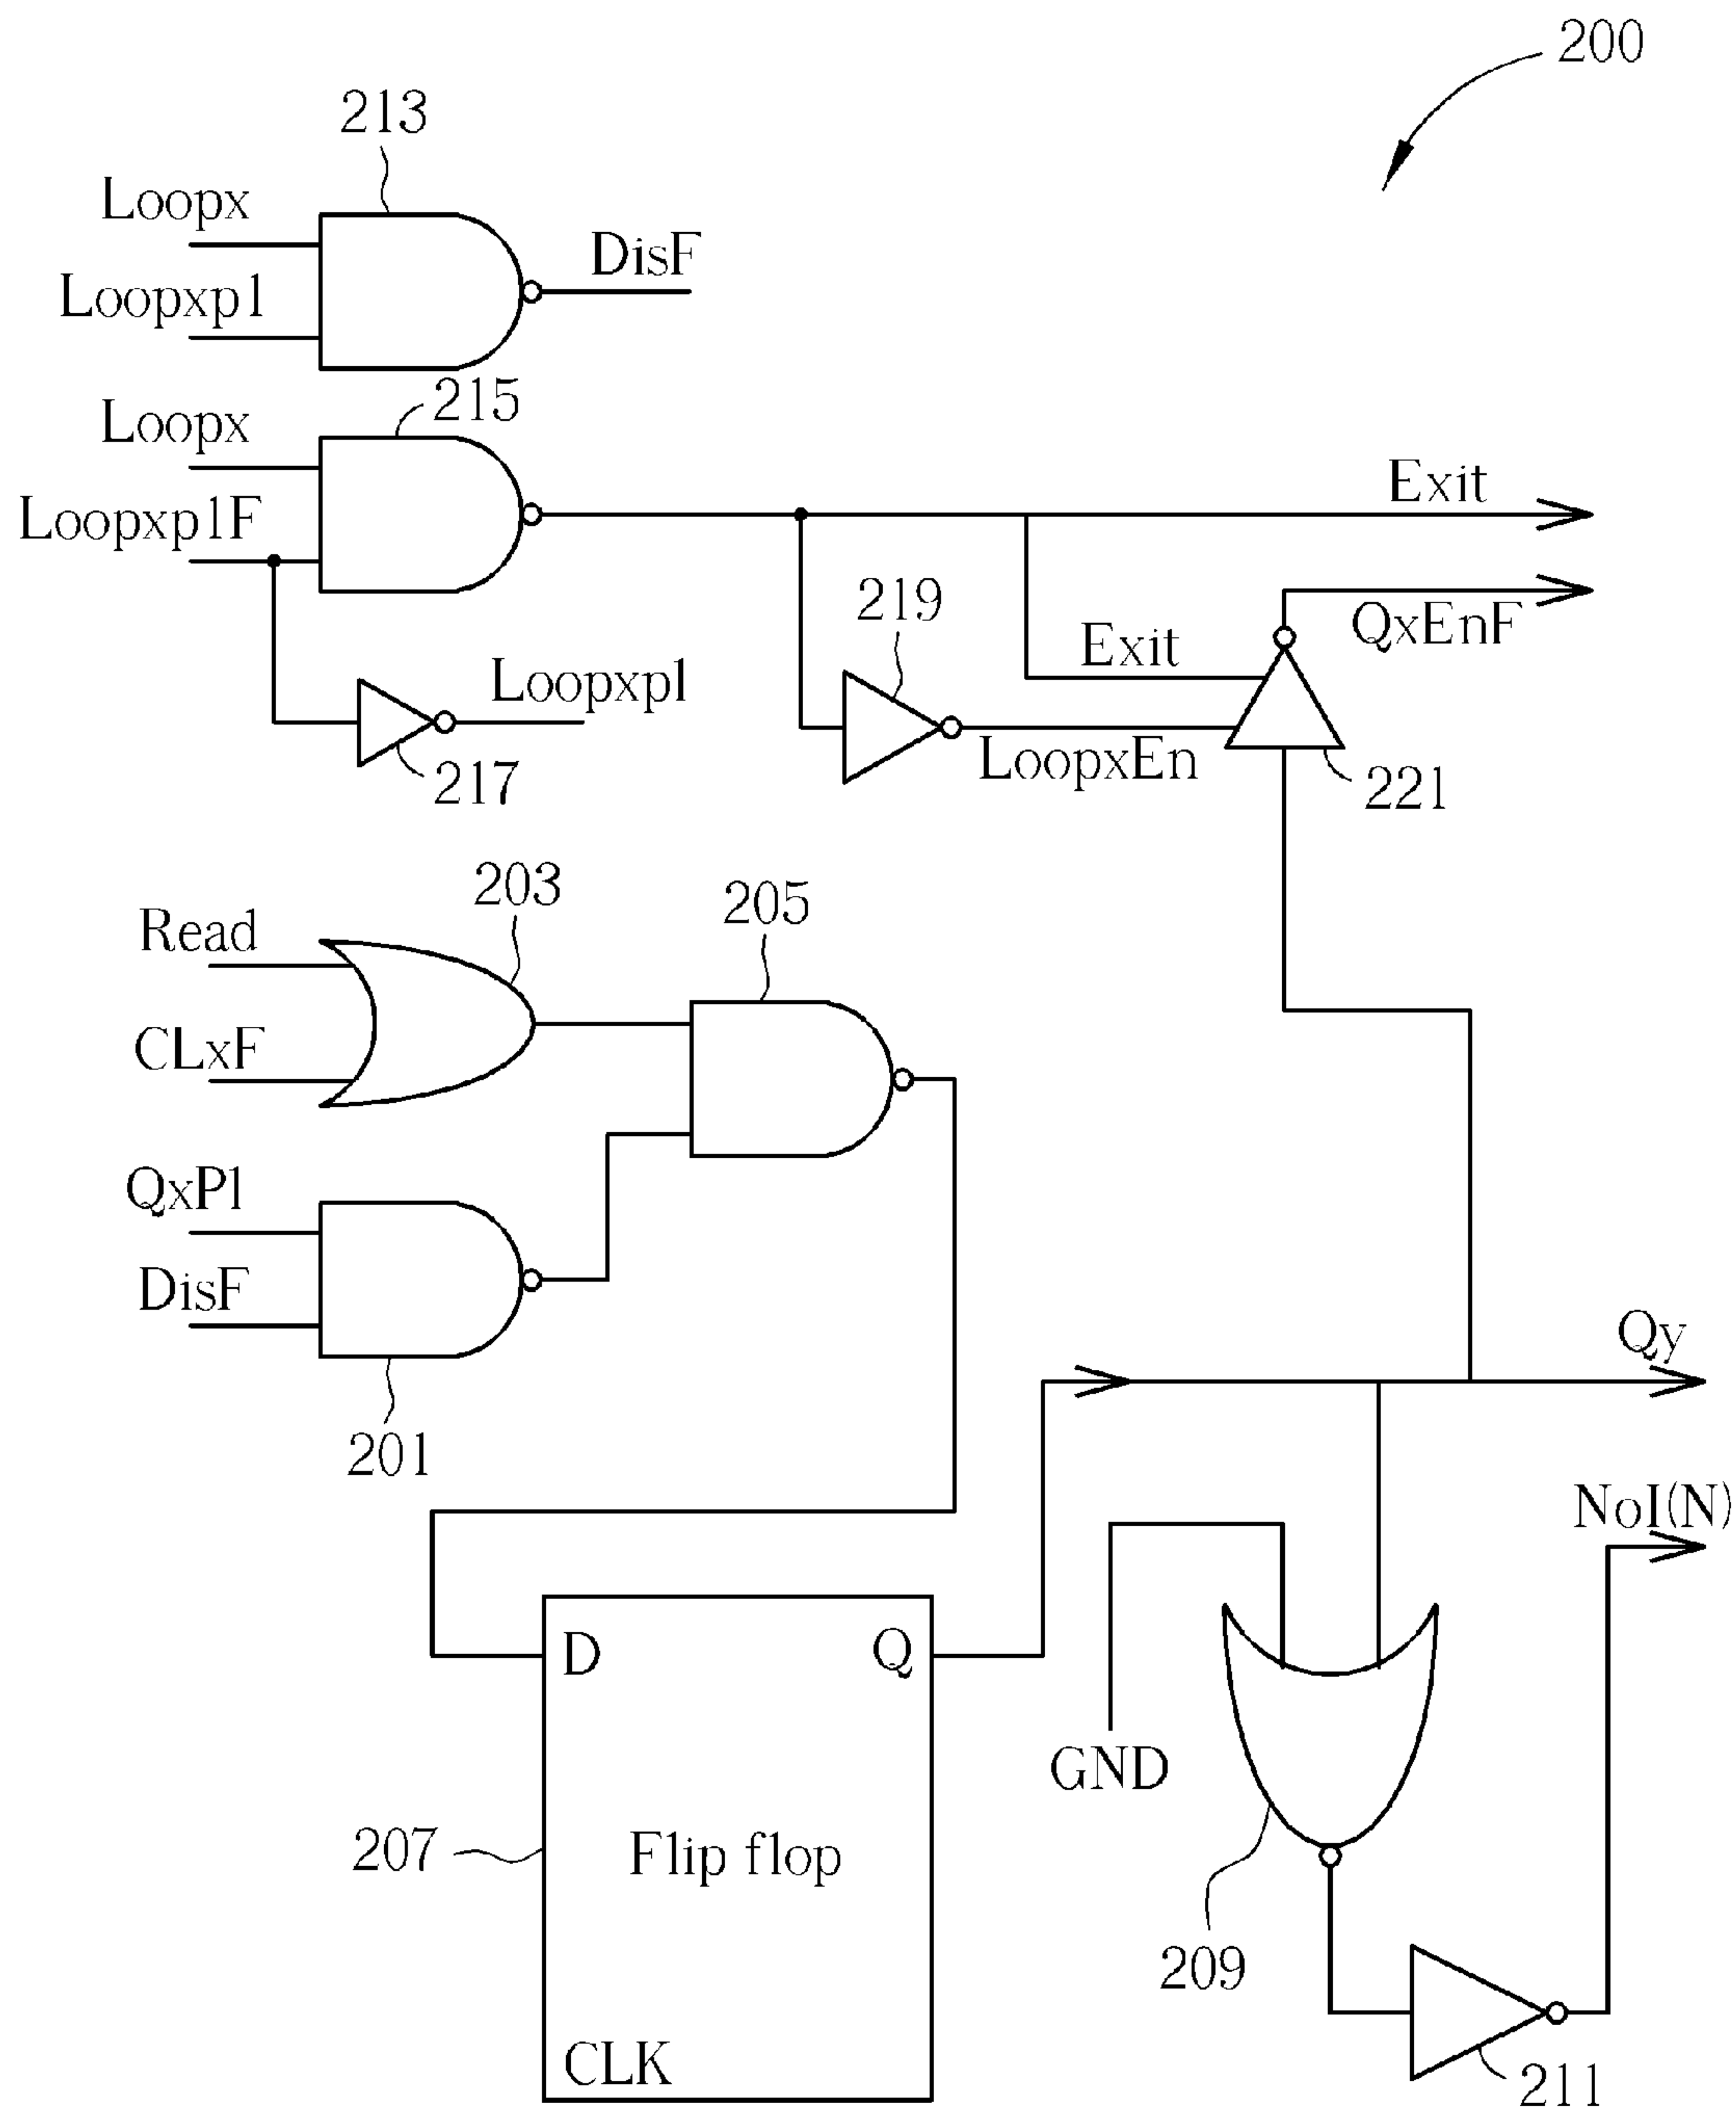 200
213
Loopx
DisF
Loopxp1
215
Loopx
Exit
Loopxp1F
219
QxEnF
Exit
Loopxp1
LoopxEn
217
221
203
205
Read
CLxF
QxP1
DisF
Qy
201
NoI(N)
D
Q
GND
207
Flip flop
209
CLK
211